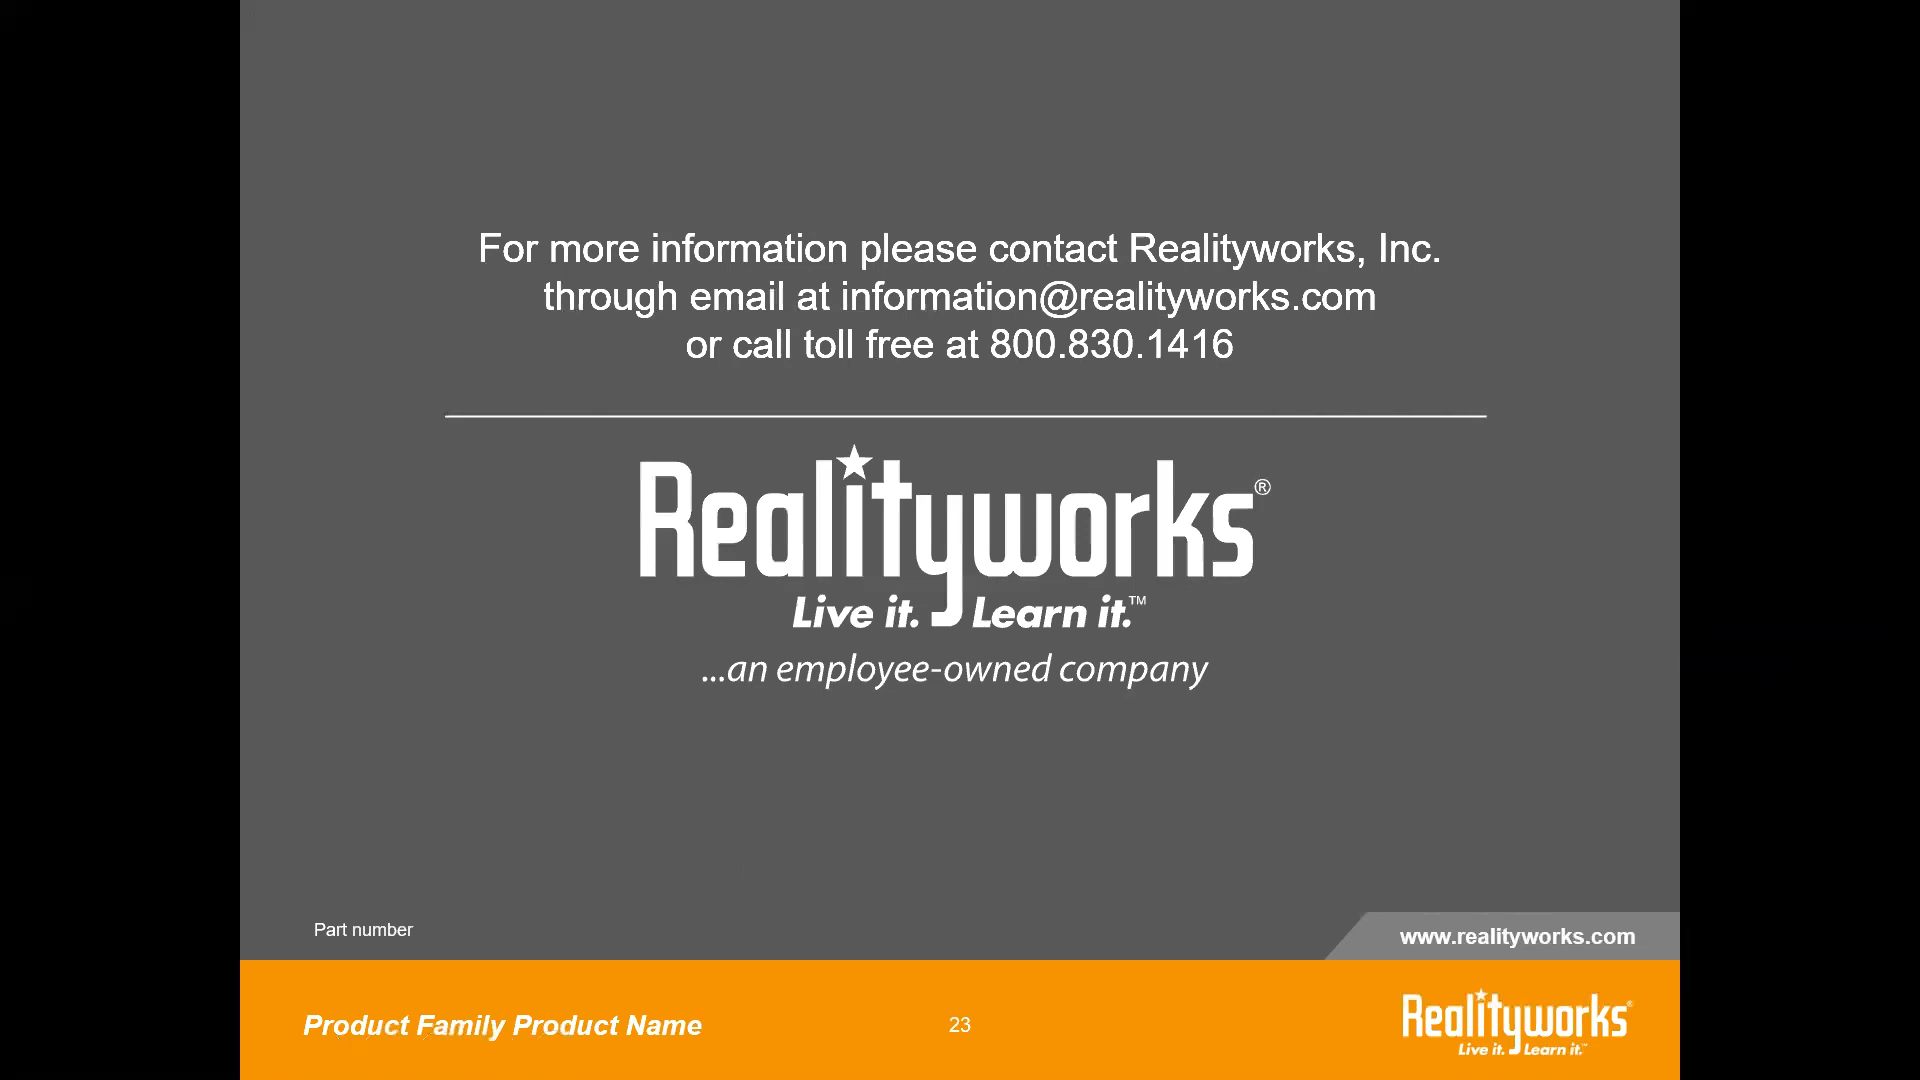 For more information please contact Realityworks, Inc.
through email at information@realityworks.com
or call toll free at 800.830.1416
Realityworks®
Live it. Learn it.™
...an employee-owned company
Part number
www.realityworks.com
Product Family Product Name
23
Realityworks®
Live it. Learn it.™